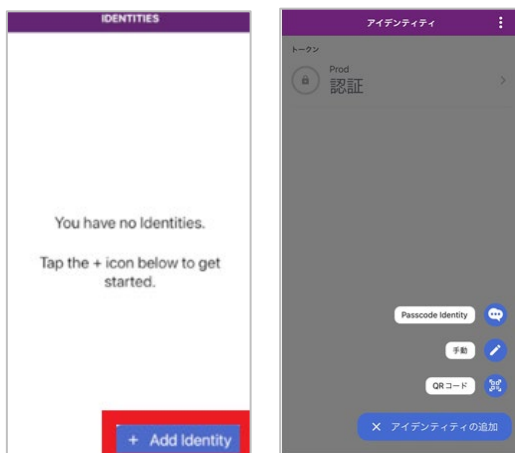 IDENTITIES
You have no Identities.
Tap the + icon below to get
started.
+ Add Identity
アイデンティティ
トークン
Prod
認証
Passcode Identity
手動
QRコード
× アイデンティティの追加